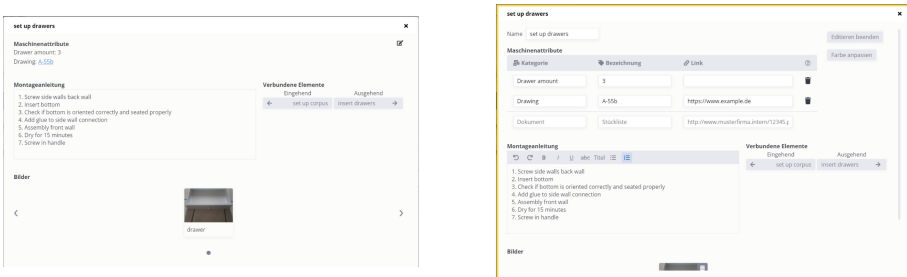 set up drawers
Maschinenattribute
Drawer amount: 3
Drawing: A-S5b
Montageanleitung
1. Screw side walls back wall
2. Insert bottom
3. Check if bottom is oriented correctly and seated properly
4. Add glue to side wall connection
5. Assembly front wall
6. Dry for 15 minutes
7. Screw in handle
Verbundene Elemente
Eingehend Ausgehend
← set up corpus insert drawers →
Bilder
drawer
set up drawers
Name set up drawers
Editieren beenden
Farbe anpassen
Maschinenattribute
Kategorie Bezeichnung Link
Drawer amount 3
Drawing A-S5b https://www.example.de
Dokument Stückliste http://www.musterfirma.intern/12345.p
Montageanleitung
B I U abc Titel
1. Screw side walls back wall
2. Insert bottom
3. Check if bottom is oriented correctly and seated properly
4. Add glue to side wall connection
5. Assembly front wall
6. Dry for 15 minutes
7. Screw in handle
Verbundene Elemente
Eingehend Ausgehend
← set up corpus insert drawers →
Bilder